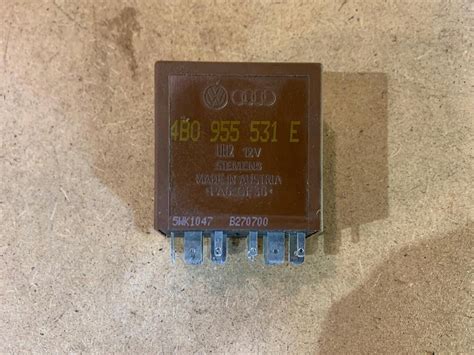 4B0 955 531 E
12V
SIEMENS
MADE IN AUSTRIA
5WK1047 B270700